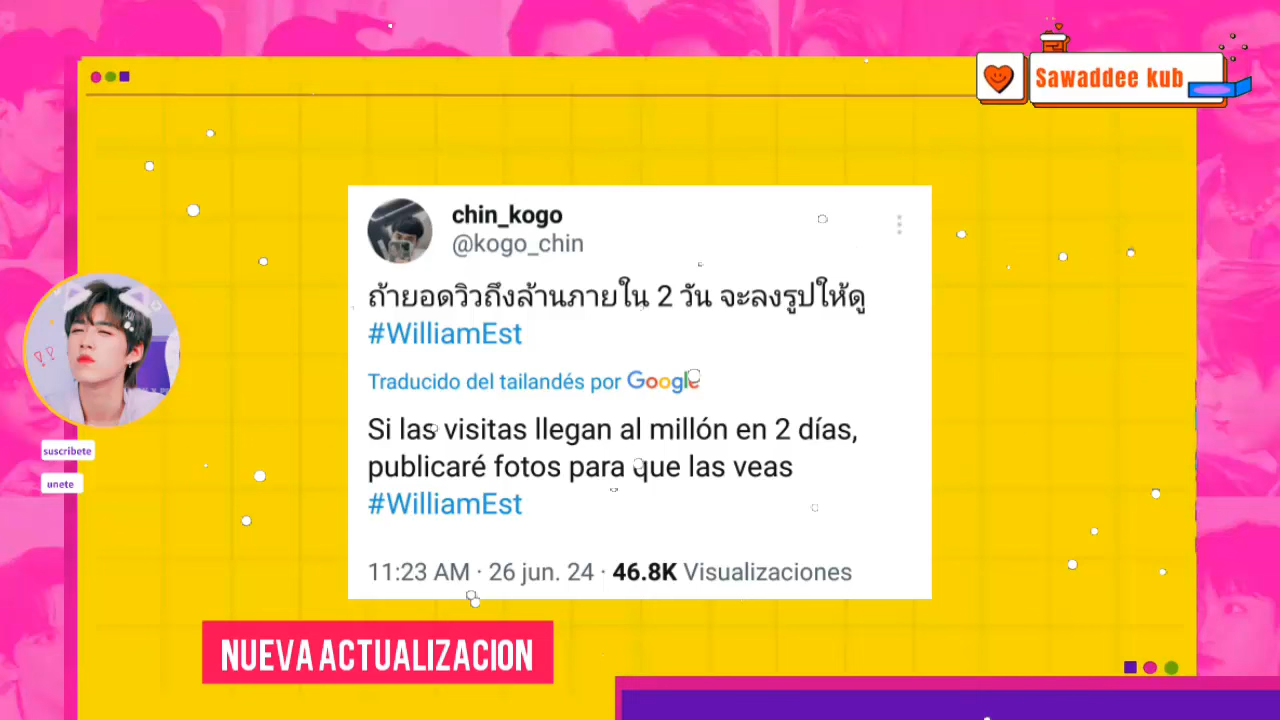 Sawaddee kub
chin_kogo
@kogo_chin
ถ้ายอดวิวถึงล้านภายใน 2 วัน จะลงรูปให้ดู
#WilliamEst
Traducido del tailandés por Google
Si las visitas llegan al millón en 2 días,
publicaré fotos para que las veas
#WilliamEst
11:23 AM · 26 jun. 24 · 46.8K Visualizaciones
suscribete
unete
NUEVA ACTUALIZACION